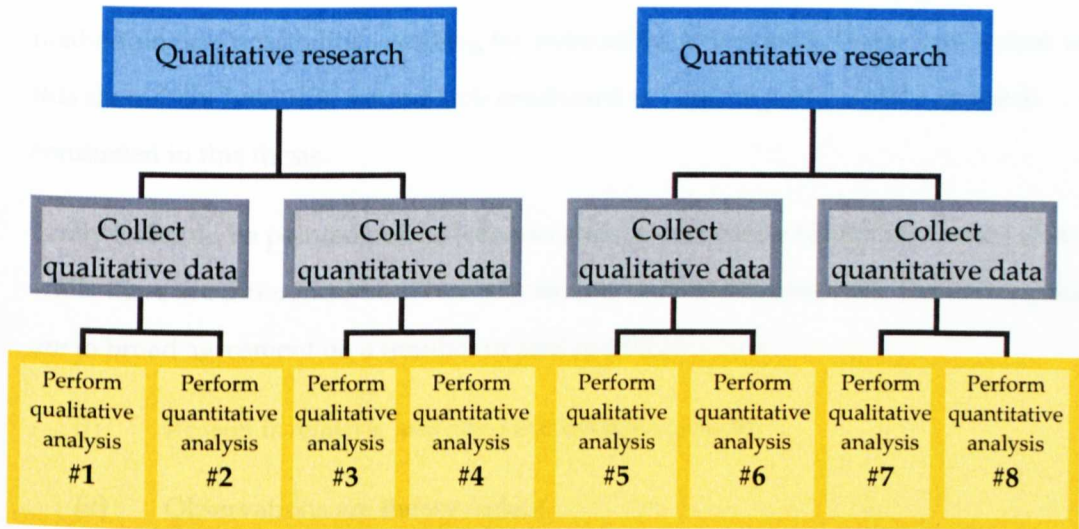 Qualitative research
Quantitative research
Collect
qualitative data
Collect
quantitative data
Collect
qualitative data
Collect
quantitative data
Perform
qualitative
analysis
#1
Perform
quantitative
analysis
#2
Perform
qualitative
analysis
#3
Perform
quantitative
analysis
#4
Perform
qualitative
analysis
#5
Perform
quantitative
analysis
#6
Perform
qualitative
analysis
#7
Perform
quantitative
analysis
#8